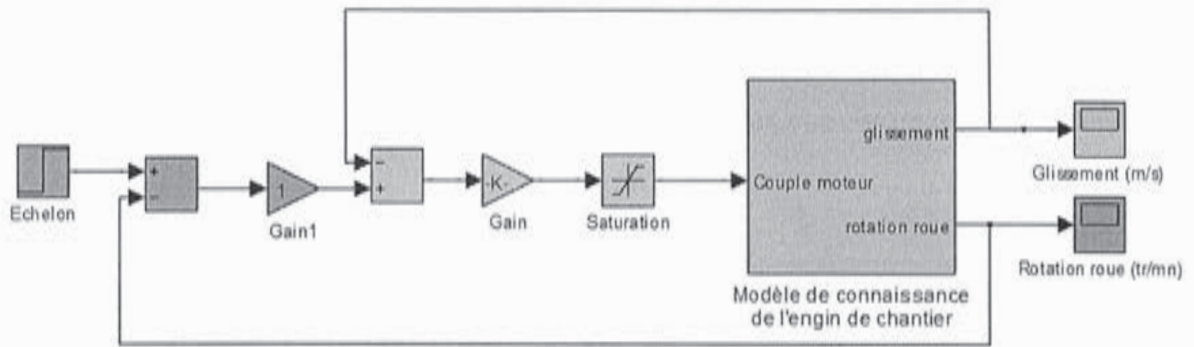 Echelon
+
−
1
Gain1
−
+
-K-
Gain
Saturation
Couple moteur
glissement
rotation roue
Modèle de connaissance
de l'engin de chantier
Glissement (m/s)
Rotation roue (tr/mn)